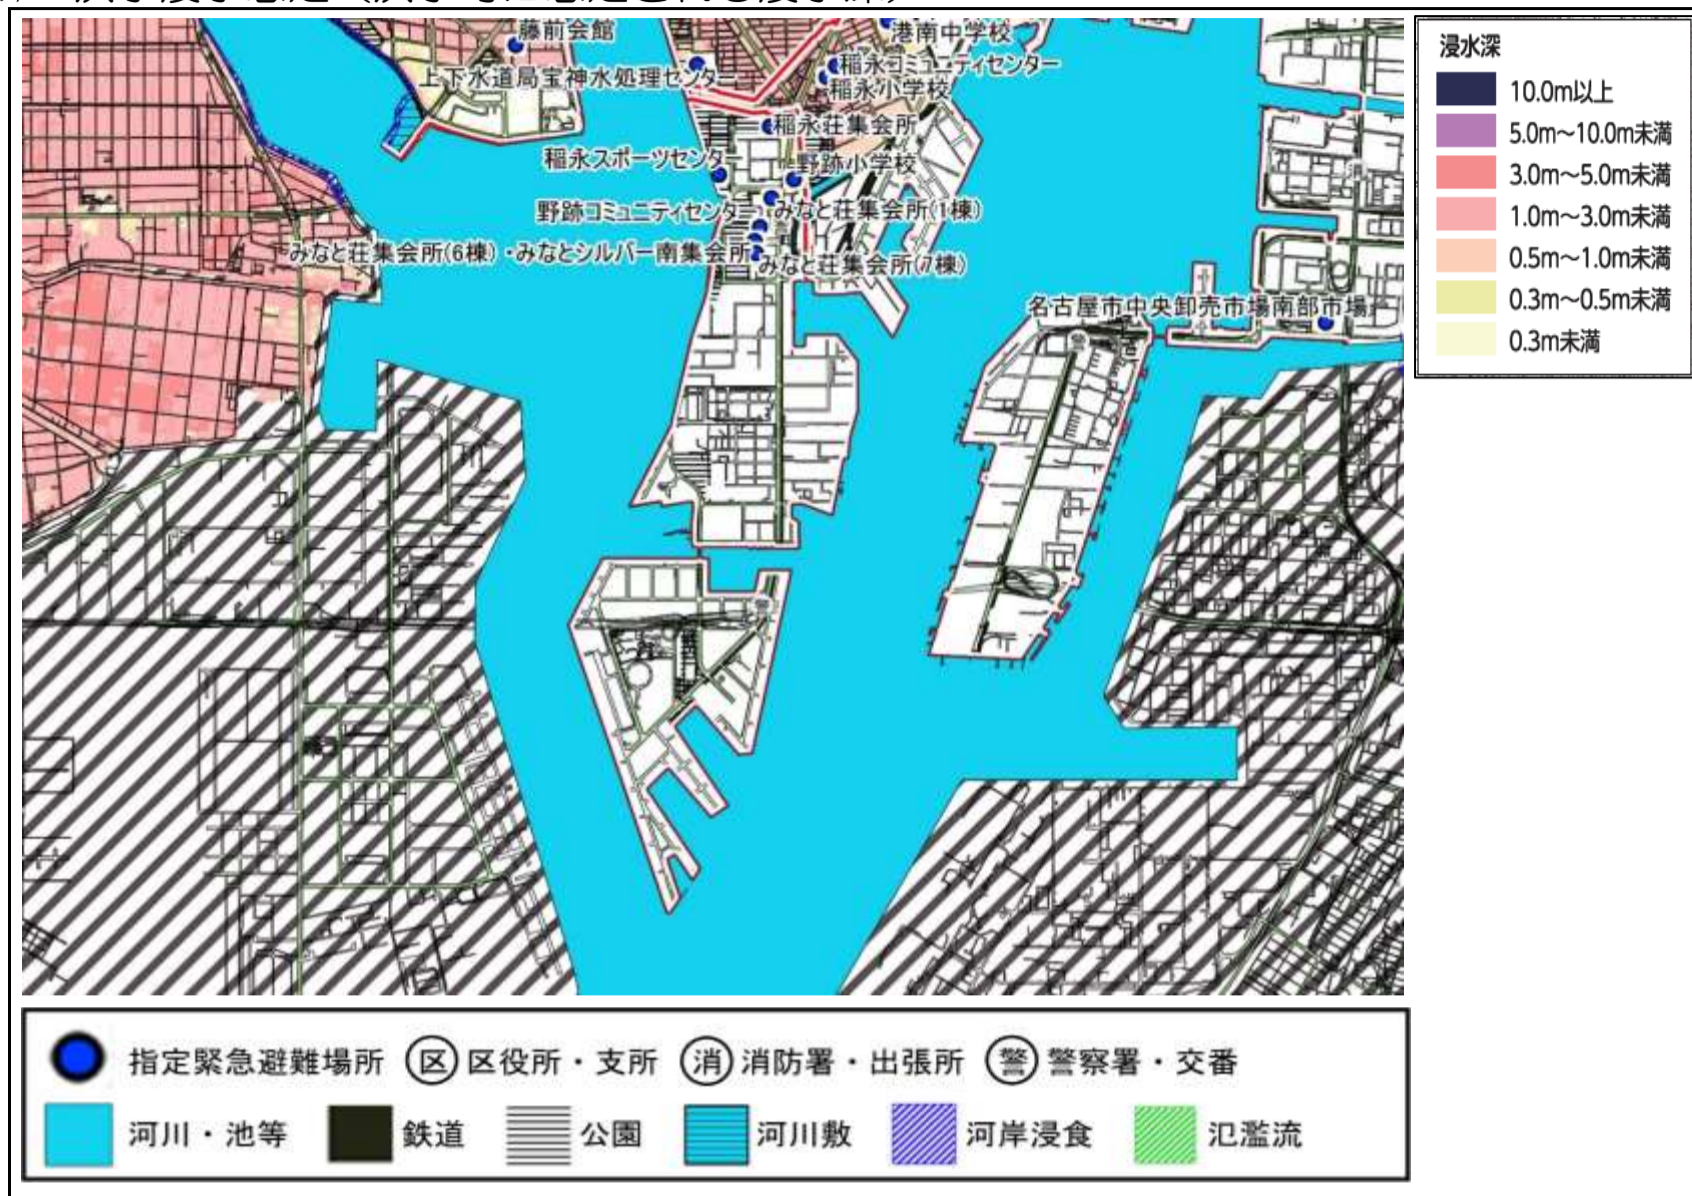 藤前会館
港南中学校
上下水道局宝神水処理センター
稲永コミュニティセンター
稲永小学校
稲永荘集会所
稲永スポーツセンター
野跡小学校
野跡コミュニティセンター
みなと荘集会所(1棟)
みなと荘集会所(6棟)・みなとシルバー南集会所
みなと荘集会所(7棟)
名古屋市中央卸売市場南部市場
浸水深
10.0m以上
5.0m～10.0m未満
3.0m～5.0m未満
1.0m～3.0m未満
0.5m～1.0m未満
0.3m～0.5m未満
0.3m未満
指定緊急避難場所 区 区役所・支所 消 消防署・出張所 警 警察署・交番
河川・池等 鉄道 公園 河川敷 河岸浸食 氾濫流